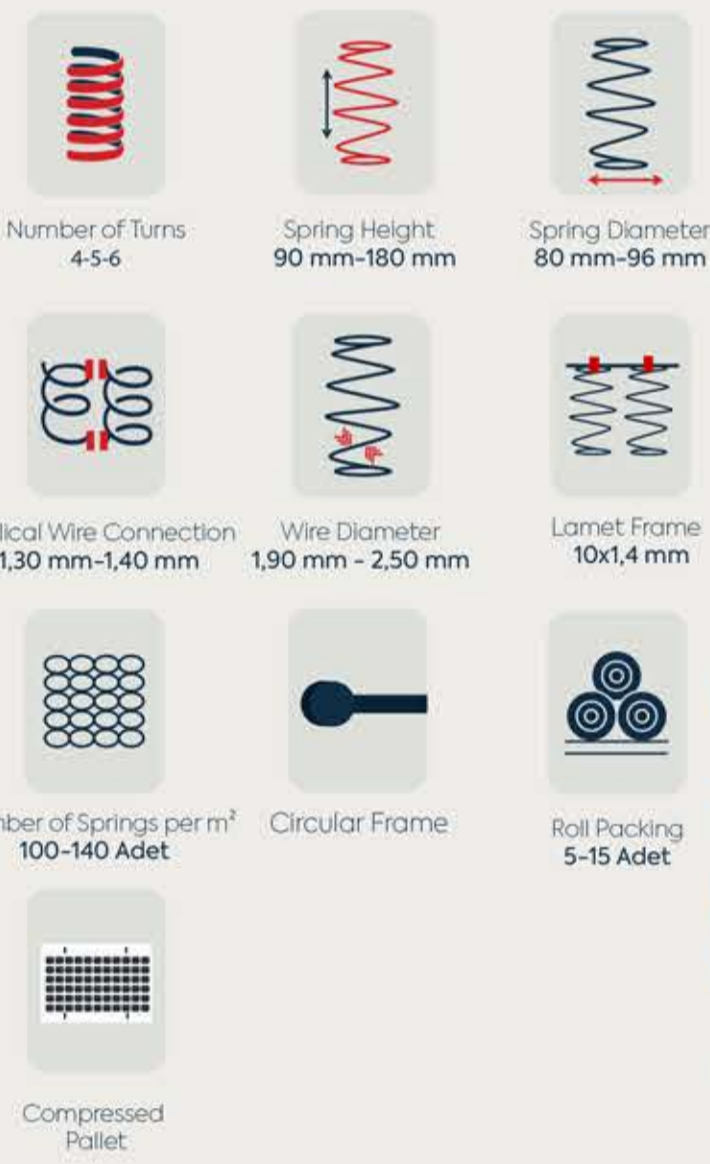 Number of Turns
4-5-6
Spring Height
90 mm-180 mm
Spring Diameter
80 mm-96 mm
lical Wire Connection
1,30 mm-1,40 mm
Wire Diameter
1,90 mm - 2,50 mm
Lamet Frame
10x1,4 mm
nber of Springs per m²
100-140 Adet
Circular Frame
Roll Packing
5-15 Adet
Compressed
Pallet